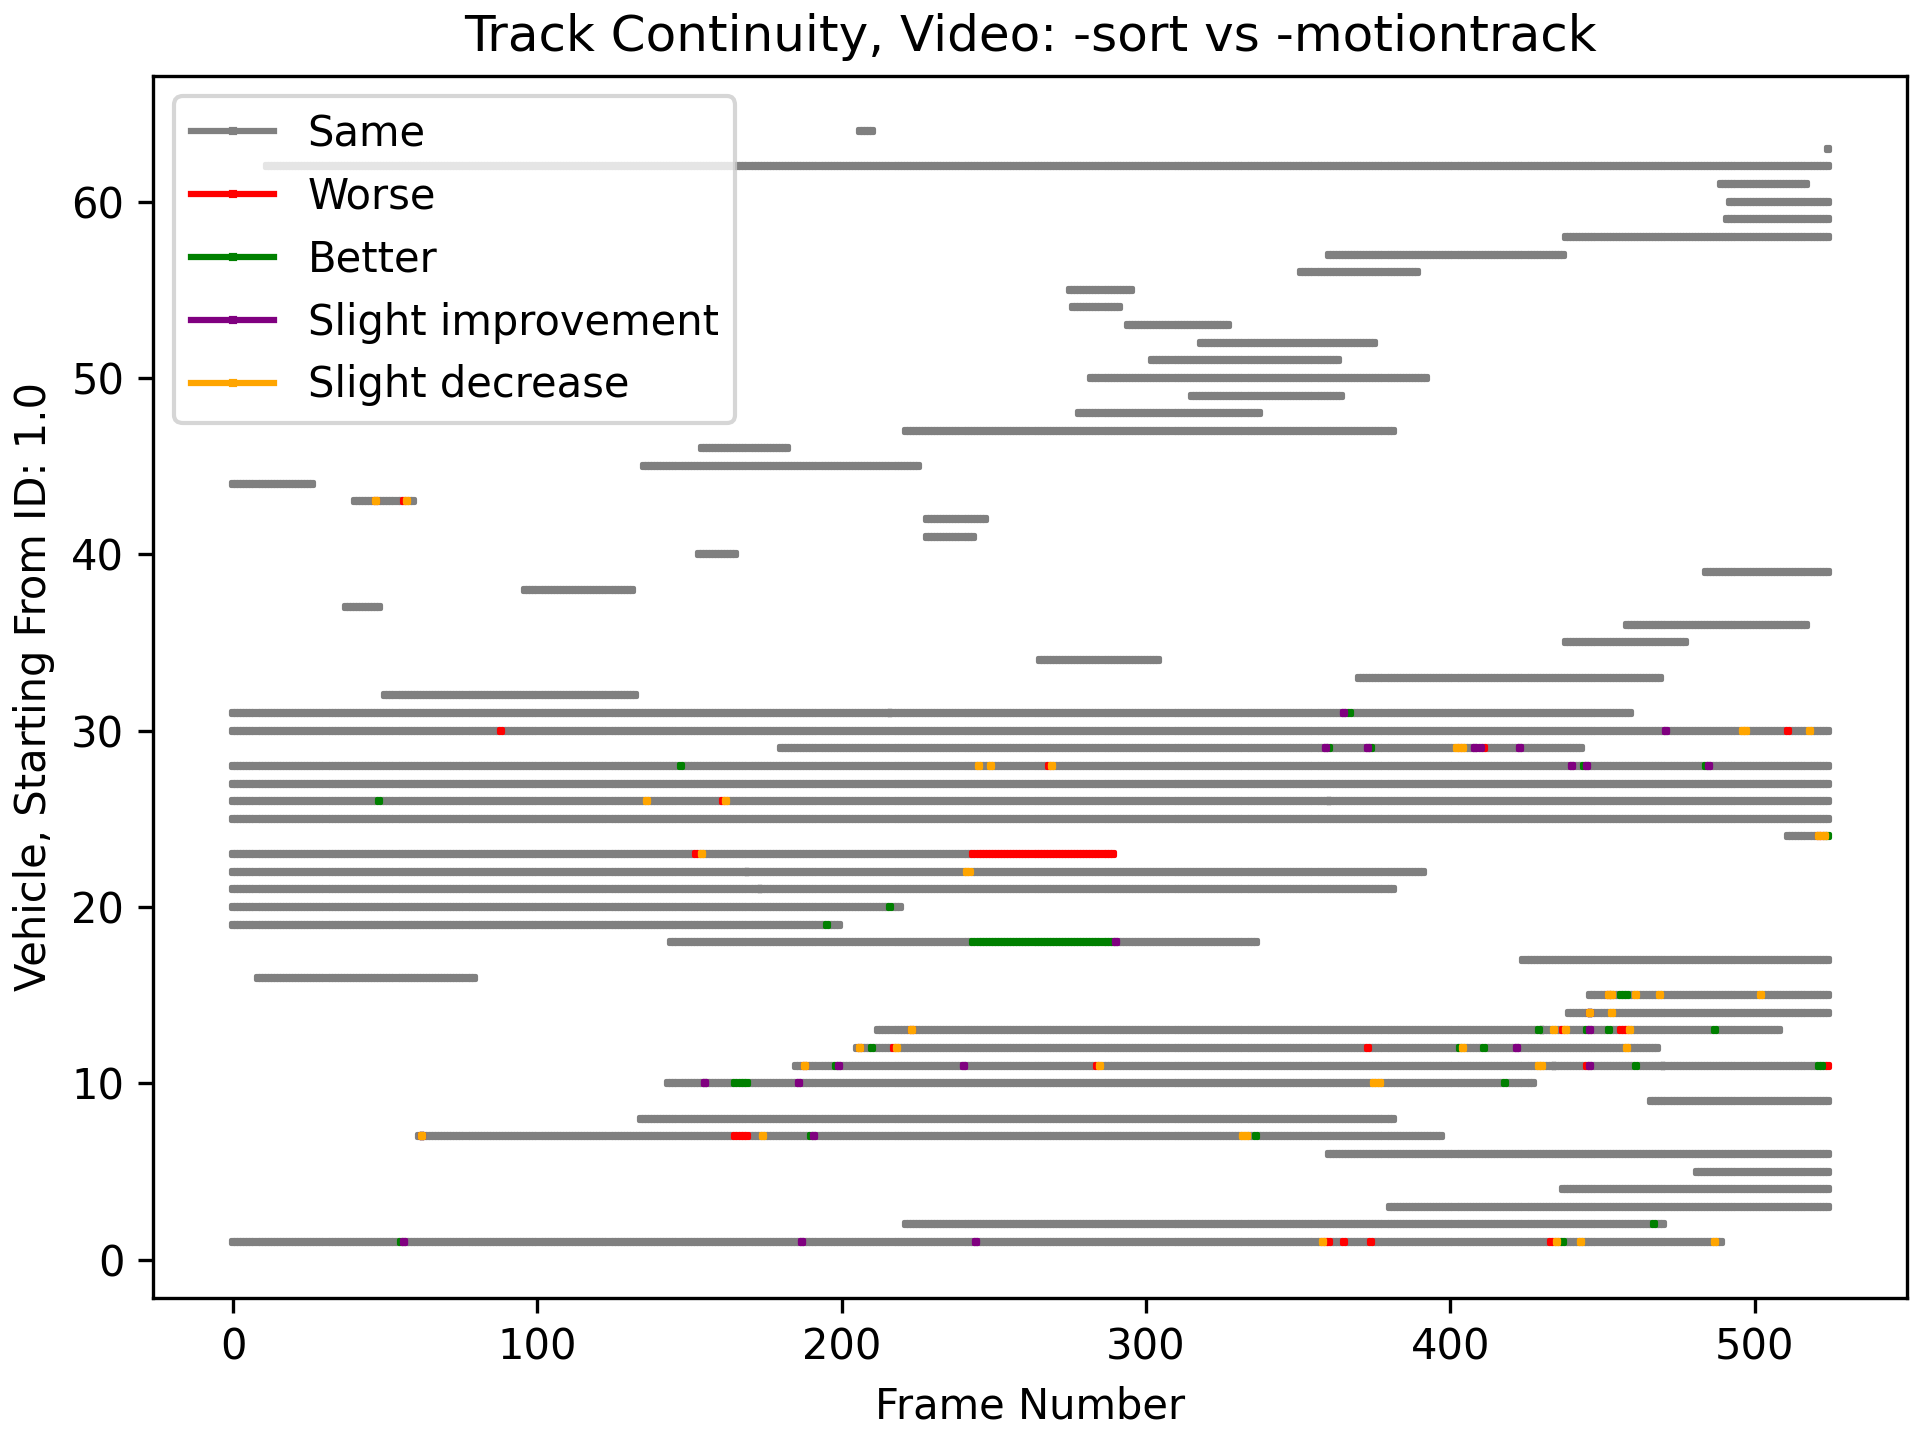 Track Continuity, Video: -sort vs -motiontrack
Same
Worse
Better
Slight improvement
Slight decrease
Vehicle, Starting From ID: 1.0
60
50
40
30
20
10
0
0 100 200 300 400 500
Frame Number